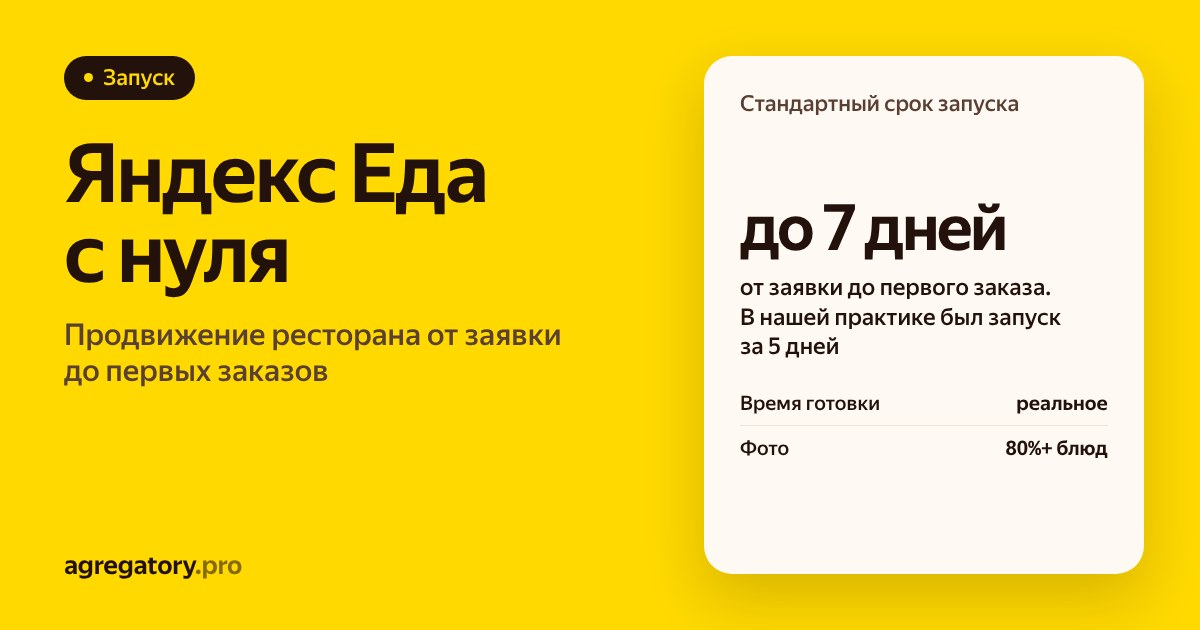 Запуск
Яндекс Еда
с нуля
Продвижение ресторана от заявки
до первых заказов
agregatory.pro
Стандартный срок запуска
до 7 дней
от заявки до первого заказа.
В нашей практике был запуск
за 5 дней
Время готовки реальное
Фото 80%+ блюд